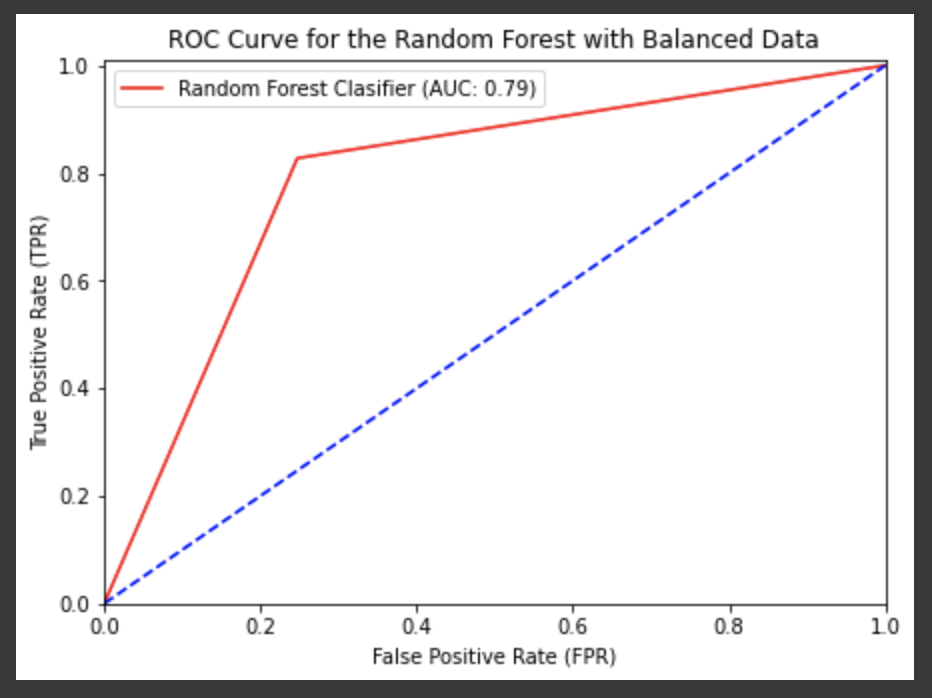 ROC Curve for the Random Forest with Balanced Data
Random Forest Clasifier (AUC: 0.79)
True Positive Rate (TPR)
1.0
0.8
0.6
0.4
0.2
0.0
0.0 0.2 0.4 0.6 0.8 1.0
False Positive Rate (FPR)